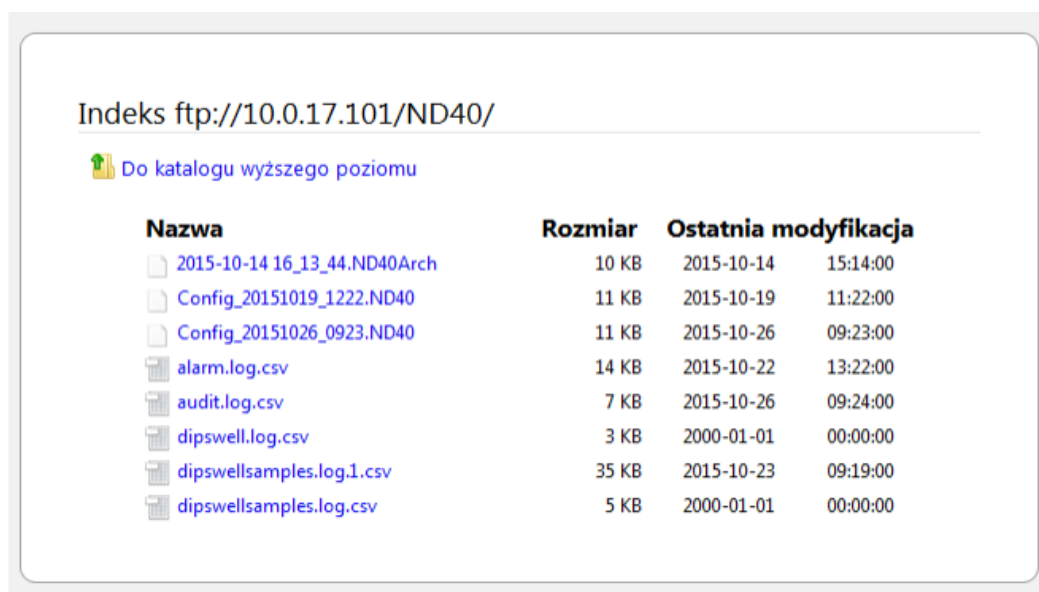 Indeks ftp://10.0.17.101/ND40/
Do katalogu wyższego poziomu
Nazwa Rozmiar Ostatnia modyfikacja
2015-10-14 16_13_44.ND40Arch 10 KB 2015-10-14 15:14:00
Config_20151019_1222.ND40 11 KB 2015-10-19 11:22:00
Config_20151026_0923.ND40 11 KB 2015-10-26 09:23:00
alarm.log.csv 14 KB 2015-10-22 13:22:00
audit.log.csv 7 KB 2015-10-26 09:24:00
dipswell.log.csv 3 KB 2000-01-01 00:00:00
dipswellsamples.log.1.csv 35 KB 2015-10-23 09:19:00
dipswellsamples.log.csv 5 KB 2000-01-01 00:00:00